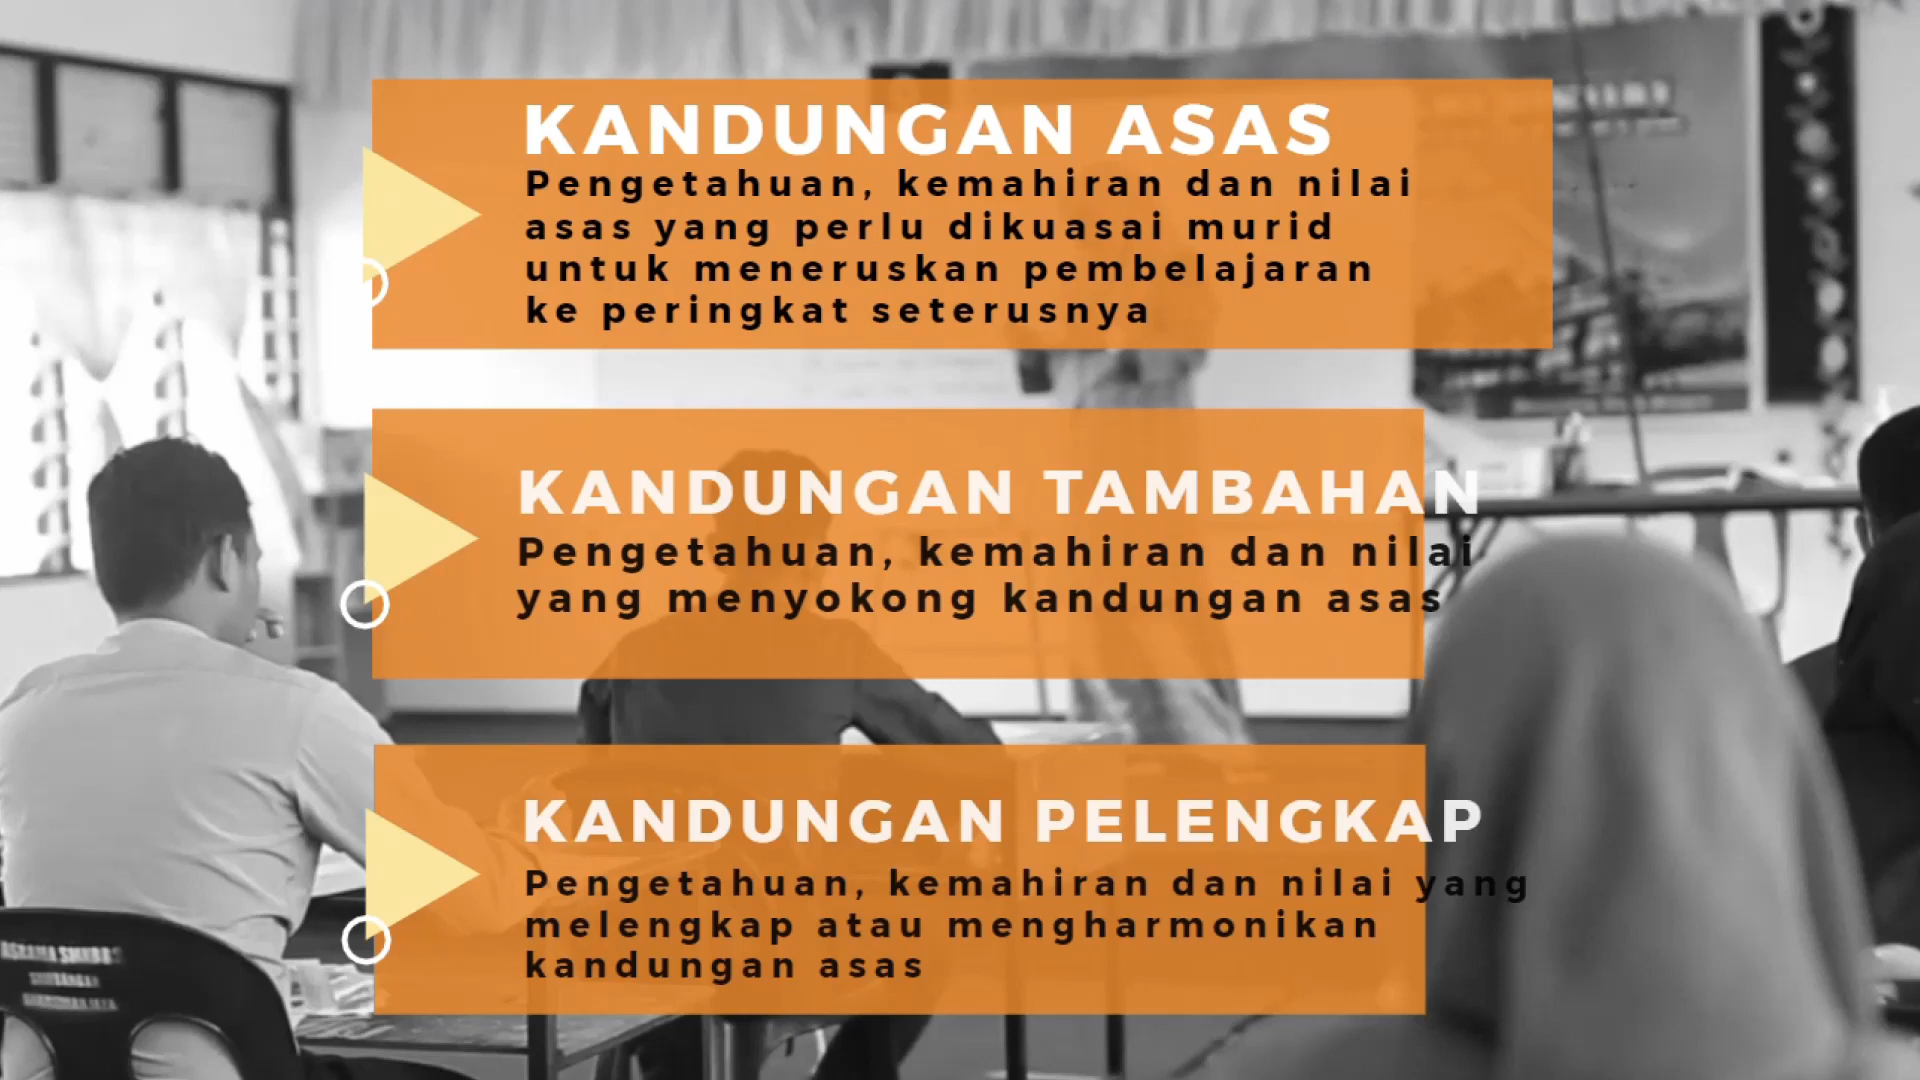 KANDUNGAN ASAS
Pengetahuan, kemahiran dan nilai
asas yang perlu dikuasai murid
untuk meneruskan pembelajaran
ke peringkat seterusnya
KANDUNGAN TAMBAHAN
Pengetahuan, kemahiran dan nilai
yang menyokong kandungan asas
KANDUNGAN PELENGKAP
Pengetahuan, kemahiran dan nilai yang
melengkap atau mengharmonikan
kandungan asas